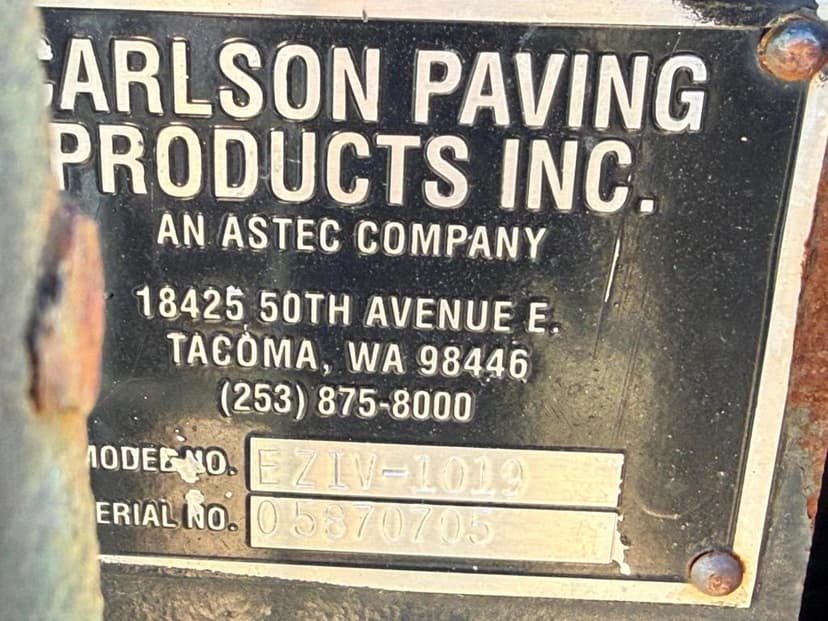 CARLSON PAVING
PRODUCTS INC.
AN ASTEC COMPANY
18425 50TH AVENUE E.
TACOMA, WA 98446
(253) 875-8000
MODEL NO. EZIV-1019
SERIAL NO. 05870705